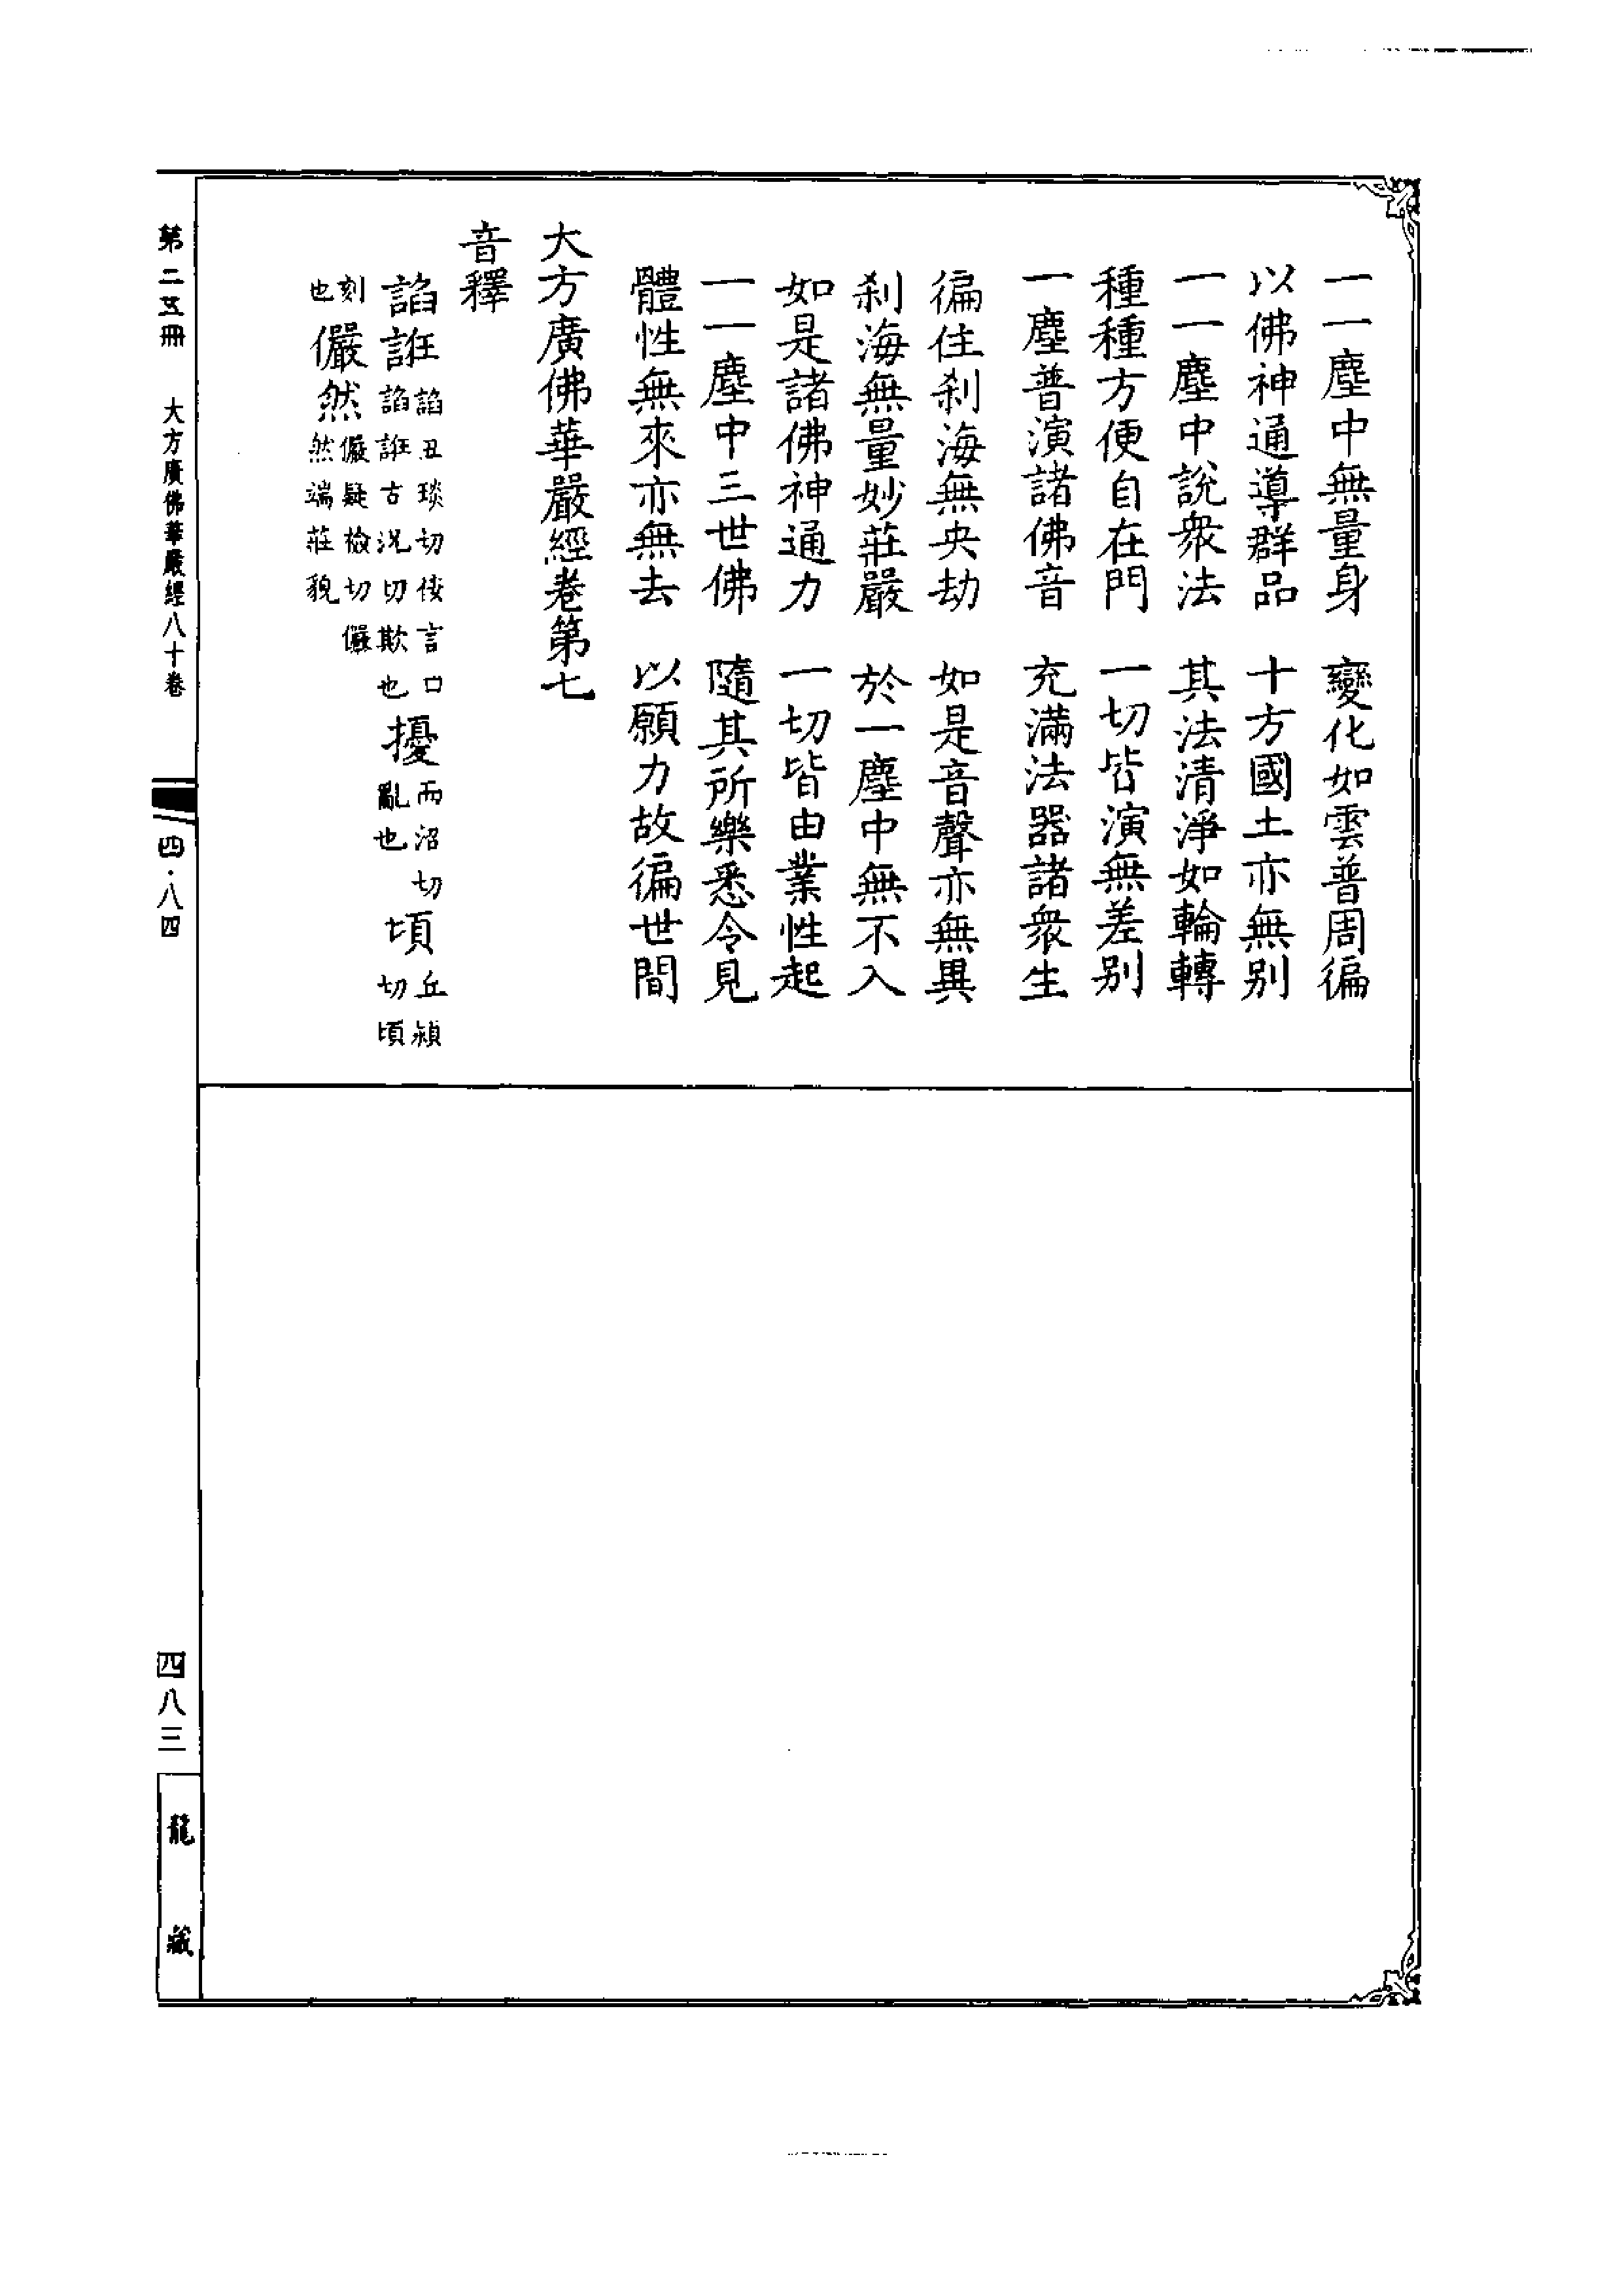 一一塵中無量身　變化如雲普周徧
以佛神通導群品　十方國土亦無別
一一塵中說衆法　其法清淨如輪轉
種種方便自在門　一切皆演無差别
一塵普演諸佛音　充滿法器諸衆生
徧住刹海無央劫　如是音聲亦無異
刹海無量妙莊嚴　於一塵中無不入
如是諸佛神通力　一切皆由業性起
一一塵中三世佛　隨其所樂悉令見
體性無來亦無去　以願力故徧世間
大方廣佛華嚴經卷第七
音釋
諂誑諂丑琰切佞言口諂誑古況切欺也擾而沼切亂也頃丘潁切頃
刻也儼然儼疑檢切儼然端莊貌
第二五冊　大方廣佛華嚴經八十卷　四·八四　四八三　龍藏